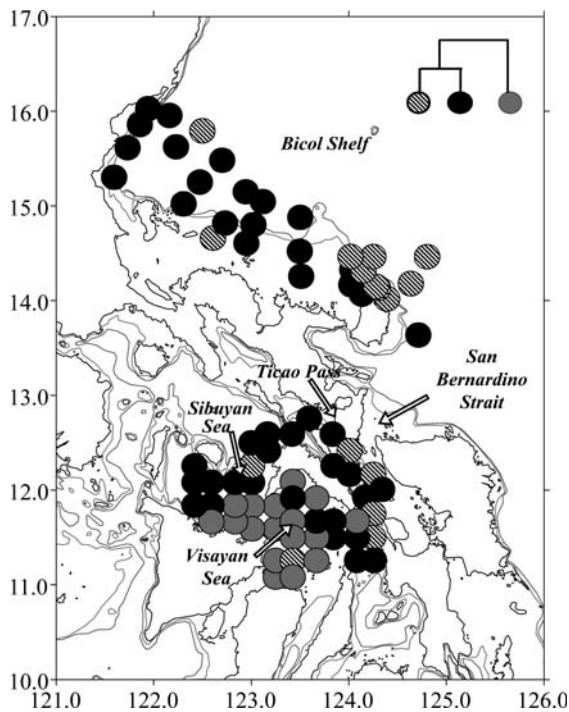 17.0
16.0
Bicol Shelf
15.0
14.0
San
Bernardino
Strait
Ticao Pass
13.0
Sibuyan
Sea
12.0
Visayan
Sea
11.0
10.0
121.0 122.0 123.0 124.0 125.0 126.0